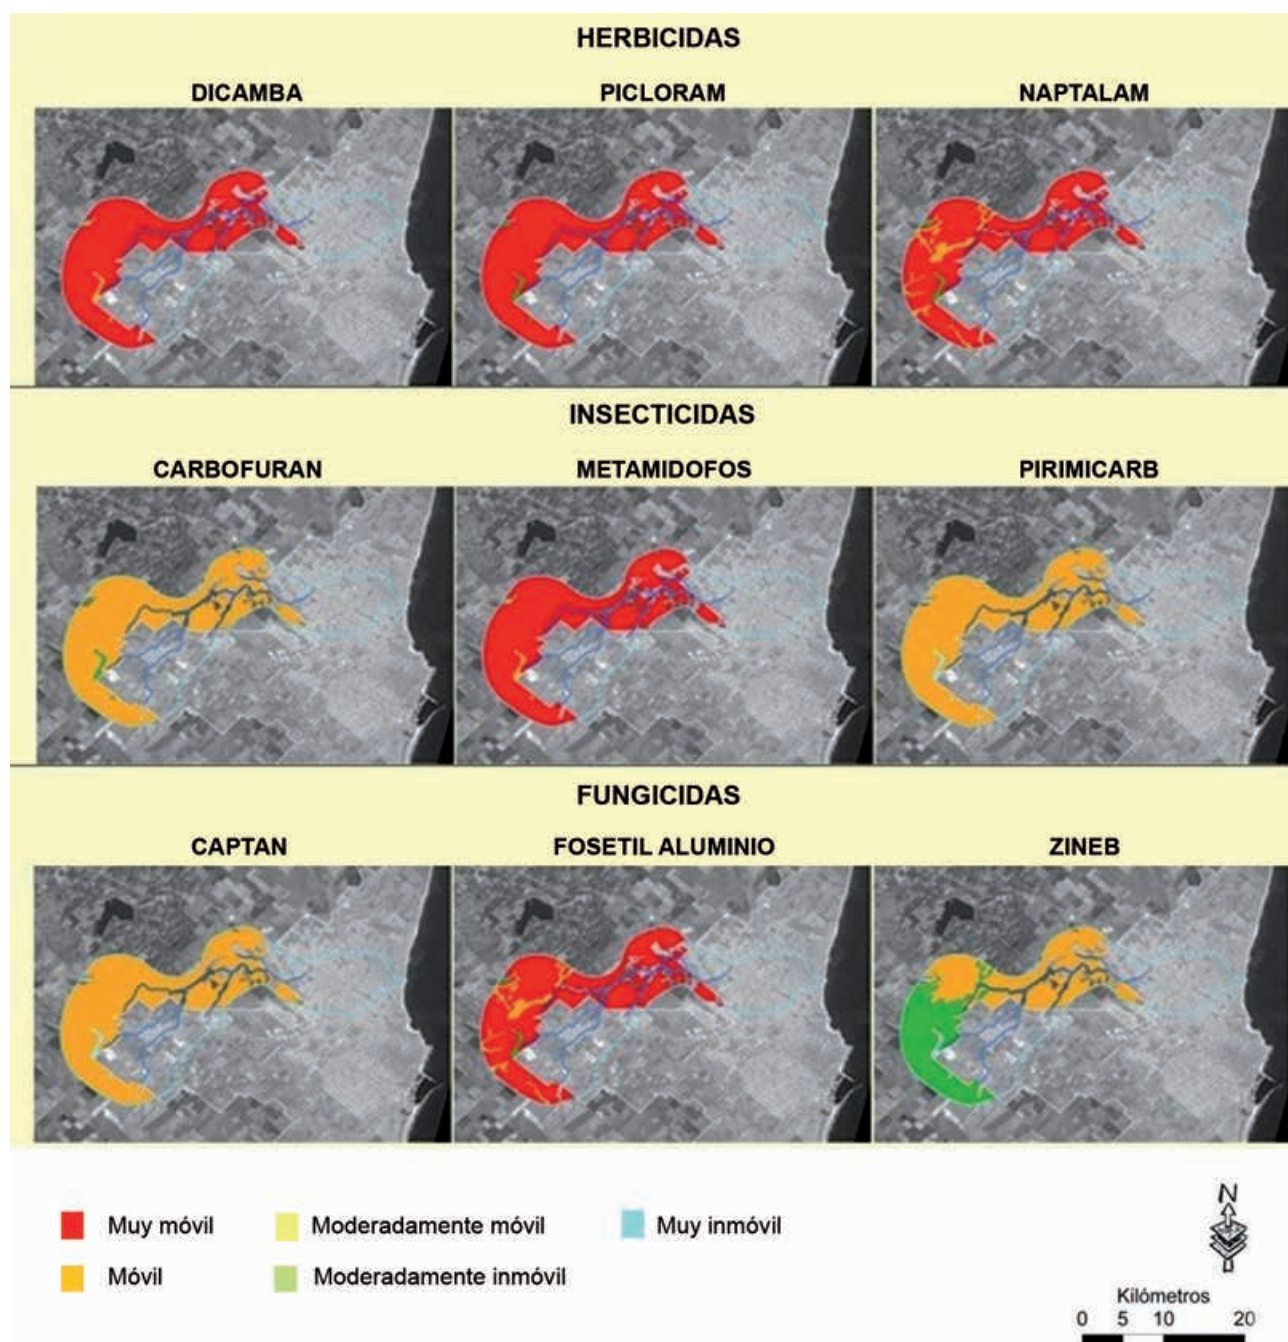 HERBICIDAS
DICAMBA PICLORAM NAPTALAM
INSECTICIDAS
CARBOFURAN METAMIDOFOS PIRIMICARB
FUNGICIDAS
CAPTAN FOSETIL ALUMINIO ZINEB
Muy móvil Moderadamente móvil Muy inmóvil
Móvil Moderadamente inmóvil
N
Kilómetros
0 5 10 20